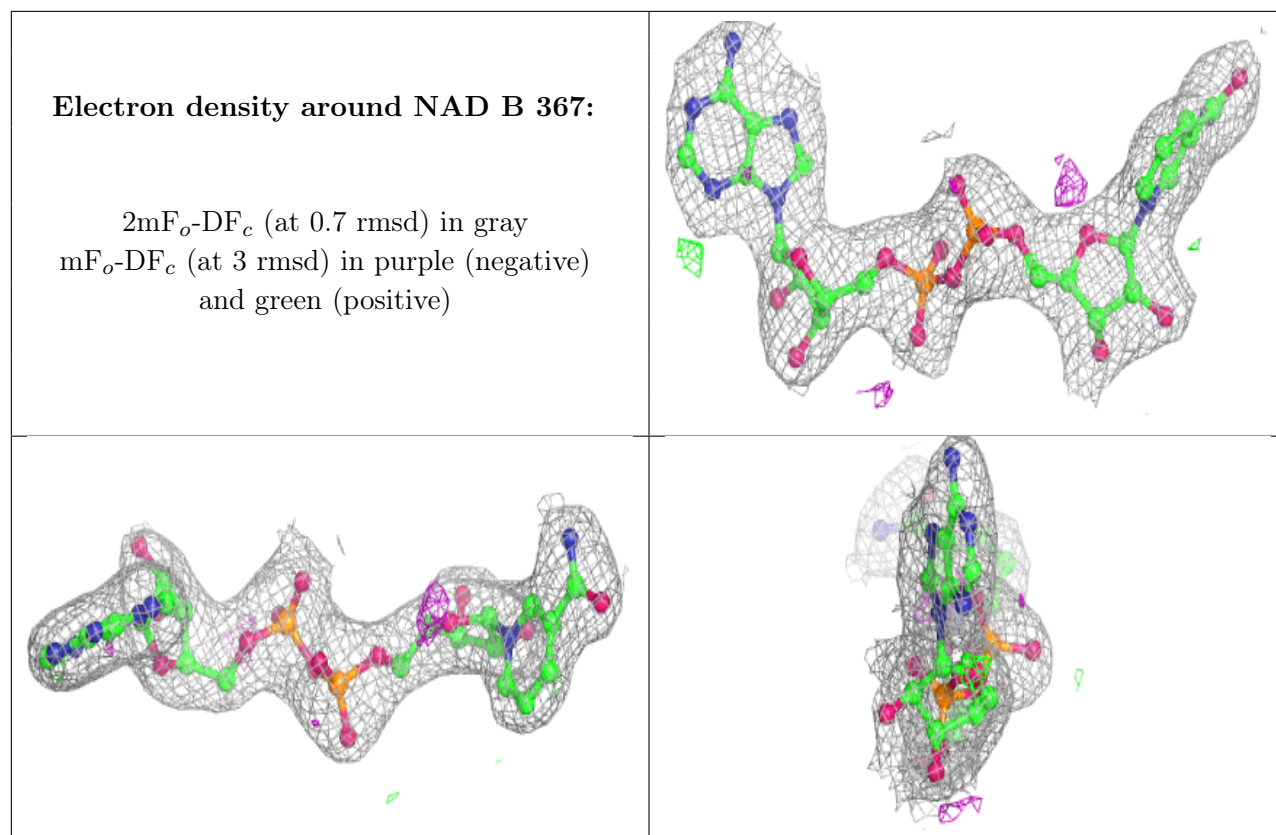 Electron density around NAD B 367:
2mFo-DFc (at 0.7 rmsd) in gray
mFo-DFc (at 3 rmsd) in purple (negative)
and green (positive)